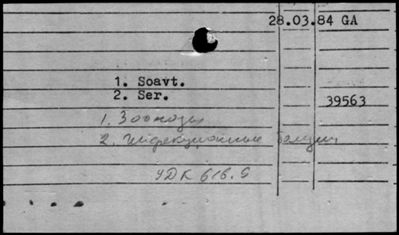 28.03.84 GA
1. Soavt.
2. Ser.
39563
1. Зоонозы
2. Инфекционные болезни
УДК 616.9